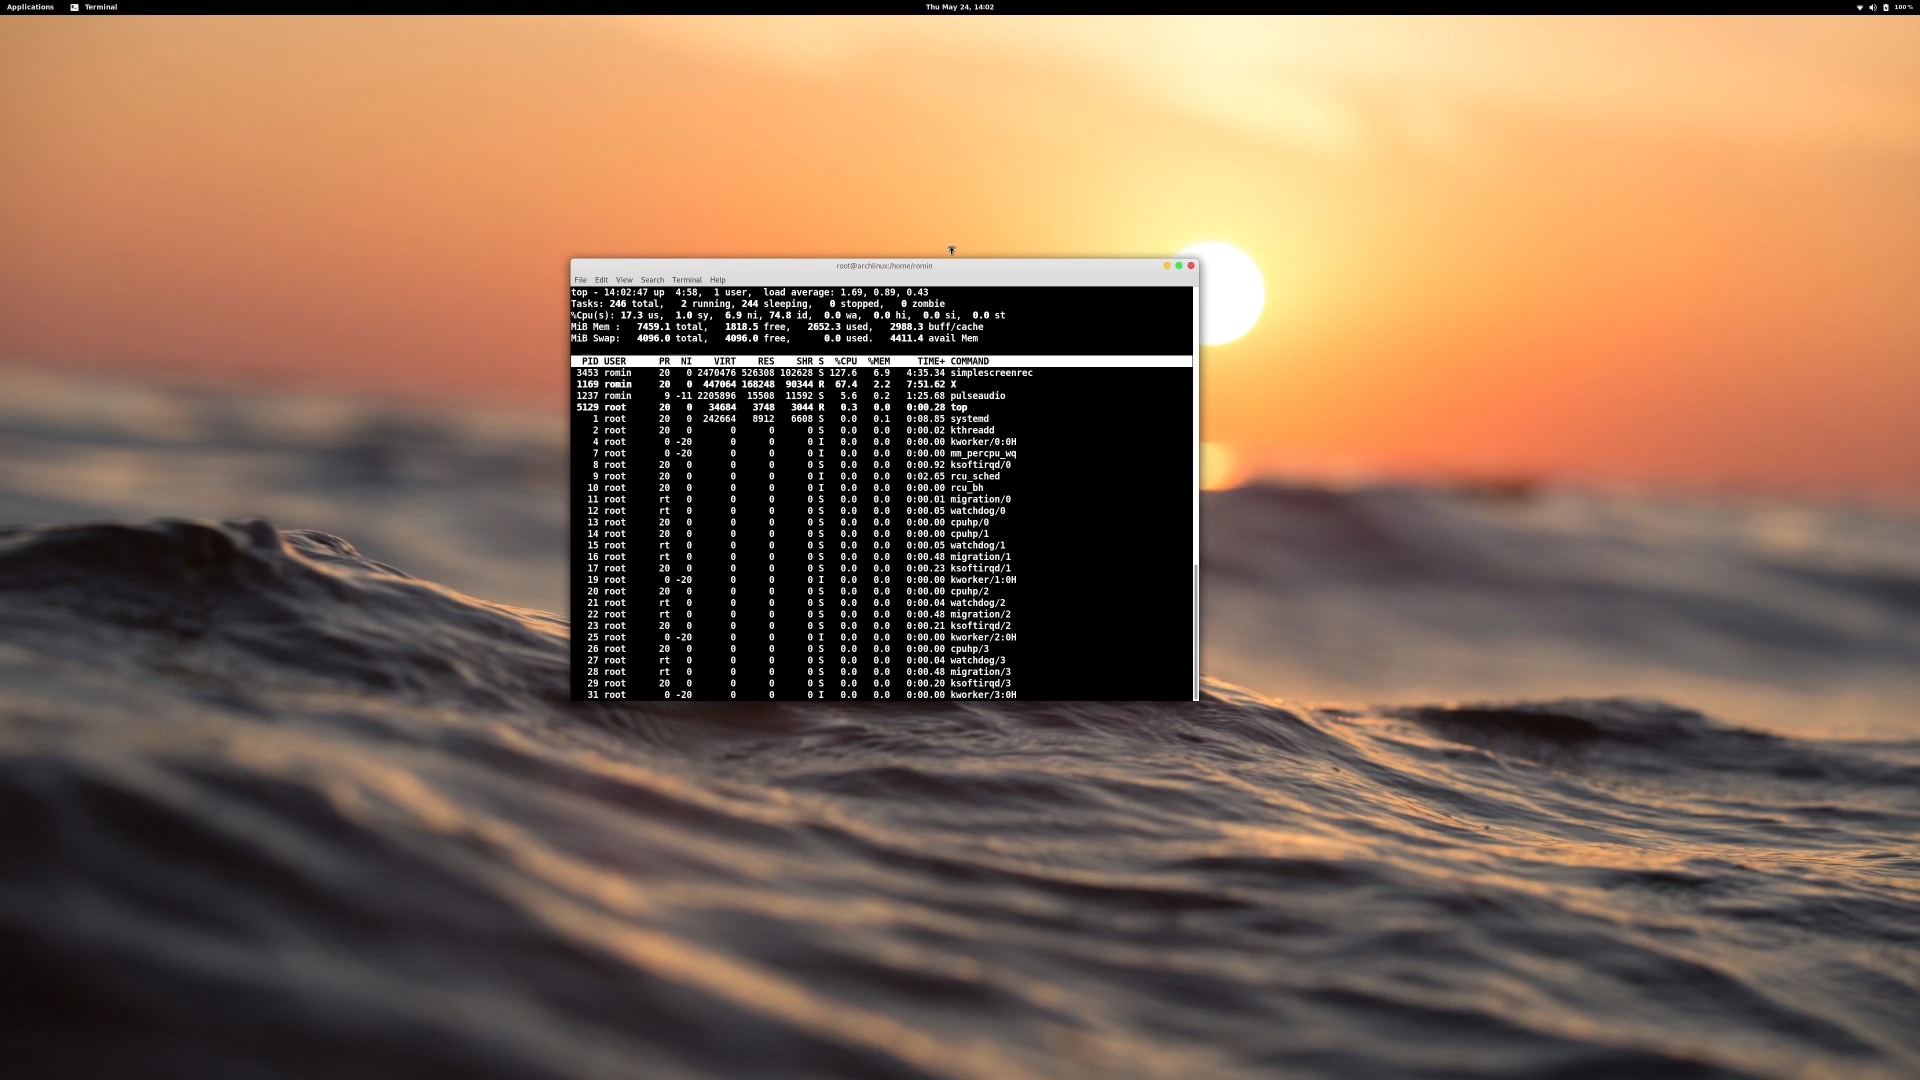 Applications Terminal Thu May 24, 14:02 100 %
root@archlinux:/home/romin
File Edit View Search Terminal Help
top - 14:02:47 up  4:58,  1 user,  load average: 1.69, 0.89, 0.43
Tasks: 246 total,   2 running, 244 sleeping,   0 stopped,   0 zombie
%Cpu(s): 17.3 us,  1.0 sy,  6.9 ni, 74.8 id,  0.0 wa,  0.0 hi,  0.0 si,  0.0 st
MiB Mem :   7459.1 total,   1818.5 free,   2652.3 used,   2988.3 buff/cache
MiB Swap:   4096.0 total,   4096.0 free,      0.0 used.   4411.4 avail Mem
PID USER PR NI VIRT RES SHR S %CPU %MEM TIME+ COMMAND
3453 romin 20 0 2470476 526308 102628 S 127.6 6.9 4:35.34 simplescreenrec
1169 romin 20 0 447064 168248 90344 R 67.4 2.2 7:51.62 X
1237 romin 9 -11 2205896 15508 11592 S 5.6 0.2 1:25.68 pulseaudio
5129 root 20 0 34684 3748 3044 R 0.3 0.0 0:00.28 top
1 root 20 0 242664 8912 6608 S 0.0 0.1 0:08.85 systemd
2 root 20 0 0 0 0 S 0.0 0.0 0:00.02 kthreadd
4 root 0 -20 0 0 0 I 0.0 0.0 0:00.00 kworker/0:0H
7 root 0 -20 0 0 0 I 0.0 0.0 0:00.00 mm_percpu_wq
8 root 20 0 0 0 0 S 0.0 0.0 0:00.92 ksoftirqd/0
9 root 20 0 0 0 0 I 0.0 0.0 0:02.65 rcu_sched
10 root 20 0 0 0 0 I 0.0 0.0 0:00.00 rcu_bh
11 root rt 0 0 0 0 S 0.0 0.0 0:00.01 migration/0
12 root rt 0 0 0 0 S 0.0 0.0 0:00.05 watchdog/0
13 root 20 0 0 0 0 S 0.0 0.0 0:00.00 cpuhp/0
14 root 20 0 0 0 0 S 0.0 0.0 0:00.00 cpuhp/1
15 root rt 0 0 0 0 S 0.0 0.0 0:00.05 watchdog/1
16 root rt 0 0 0 0 S 0.0 0.0 0:00.48 migration/1
17 root 20 0 0 0 0 S 0.0 0.0 0:00.23 ksoftirqd/1
19 root 0 -20 0 0 0 I 0.0 0.0 0:00.00 kworker/1:0H
20 root 20 0 0 0 0 S 0.0 0.0 0:00.00 cpuhp/2
21 root rt 0 0 0 0 S 0.0 0.0 0:00.04 watchdog/2
22 root rt 0 0 0 0 S 0.0 0.0 0:00.48 migration/2
23 root 20 0 0 0 0 S 0.0 0.0 0:00.21 ksoftirqd/2
25 root 0 -20 0 0 0 I 0.0 0.0 0:00.00 kworker/2:0H
26 root 20 0 0 0 0 S 0.0 0.0 0:00.00 cpuhp/3
27 root rt 0 0 0 0 S 0.0 0.0 0:00.04 watchdog/3
28 root rt 0 0 0 0 S 0.0 0.0 0:00.48 migration/3
29 root 20 0 0 0 0 S 0.0 0.0 0:00.20 ksoftirqd/3
31 root 0 -20 0 0 0 I 0.0 0.0 0:00.00 kworker/3:0H